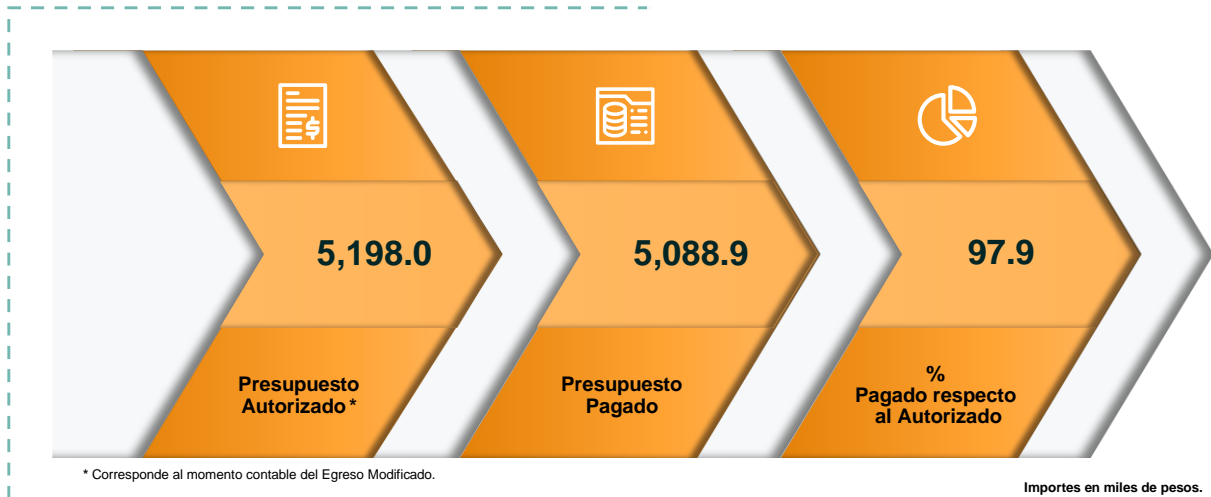 5,198.0
5,088.9
97.9
Presupuesto
Autorizado *
Presupuesto
Pagado
%
Pagado respecto
al Autorizado
* Corresponde al momento contable del Egreso Modificado.
Importes en miles de pesos.